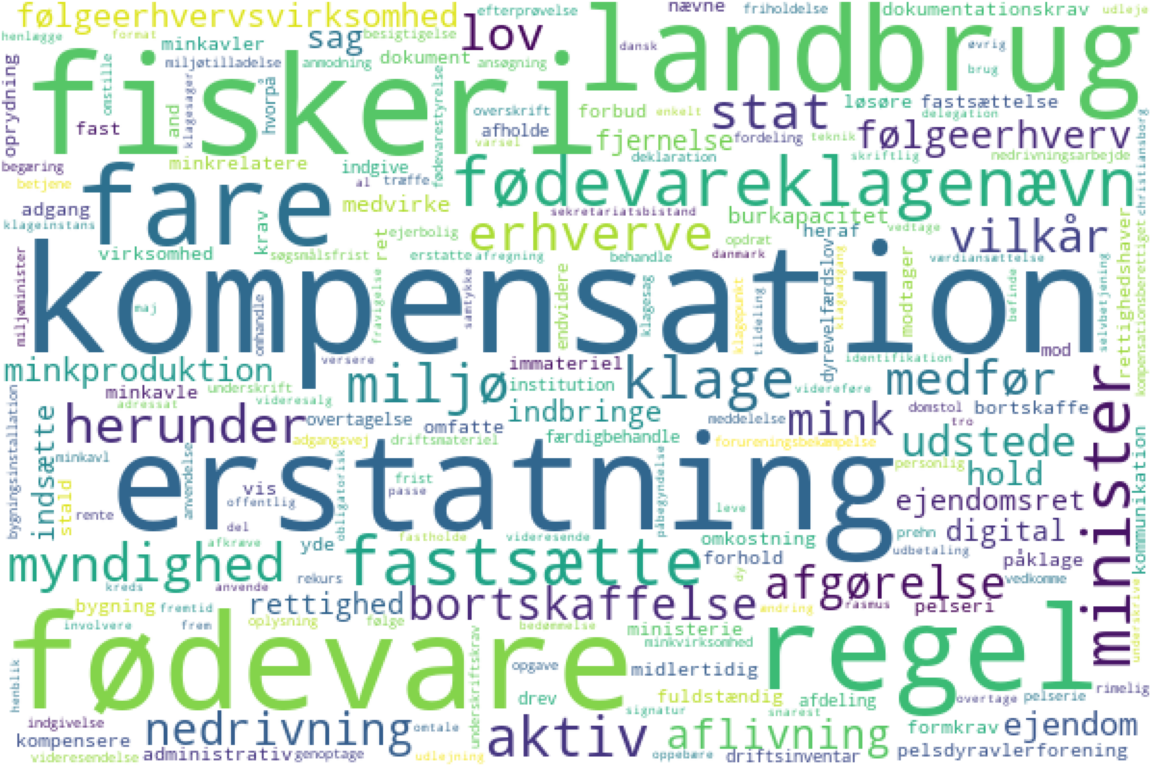 følgeerhvervsvirksomhed
efterprøvelse
nævne
friholdelse
dokumentationskrav
udleje
henlægge
format
minkavler
sag
besigtigelse
lov
dansk
landbrug
øvrig
miljøtilladelse
anmodning
dokument
ansøgning
brug
oprydning
fiskeri
omstille
klagesager
hvorpå
fødevarestyrelse
overskrift
forbud
enkelt
stat
løsøre
fastsættelse
delegation
christiansborg
fast
and
afholde
varsel
fjernelse
fordeling
teknik
følgeerhverv
begæring
minkrelatere
indgive
deklaration
skriftlig
nedrivningsarbejde
betjene
fare
al
træffe
fødevareklagenævn
adgang
krav
medvirke
sekretariatsbistand
burkapacitet
vedtage
klageinstans
ret
ejerbolig
erhverve
opdræt
heraf
vilkår
virksomhed
søgsmålsfrist
erstatte
afregning
behandle
danmark
værdiansættelse
miljøminister
kompensation
maj
omhandle
fravigelse
samtykke
endvidere
klagesag
klagepunkt
tildeling
dyrevelfærdslov
klageadgang
modtager
befinde
selvbetjening
rettighedshaver
kompensationsberettiget
minkproduktion
versere
immateriel
mod
identifikation
minkavle
underskrift
miljø
institution
klage
videreføre
medfør
minister
adressat
videresalg
bygningsinstallation
indsætte
herunder
overtagelse
omfatte
indbringe
meddelelse
mink
domstol
bortskaffe
adgangsvej
driftsmateriel
færdigbehandle
forureningsbekæmpelse
tro
udstede
minkavl
erstatning
personlig
hold
kommunikation
stald
anvendelse
vis
obligatorisk
frist
påbegyndelse
ejendomsret
rente
offentlig
passe
leve
del
fastholde
videresende
omkostning
prehn
digital
afkræve
yde
myndighed
fastsætte
forhold
udbetaling
påklage
kreds
anvende
rekurs
dy
afgørelse
vedkomme
bygning
fremtid
rettighed
bortskaffelse
ændring
rasmus
pelseri
involvere
frem
oplysning
følge
bedømmelse
ministerie
underskrive
fødevare
minkvirksomhed
regel
henblik
opgave
midlertidig
underskriftskrav
drev
fuldstændig
afdeling
overtage
pelserie
rimelig
signatur
snarest
indgivelse
nedrivning
omtale
aktiv
aflivning
formkrav
ejendom
kompensere
videresendelse
administrativ
genoptage
udlejning
oppebære
driftsinventar
pelsdyravlerforening